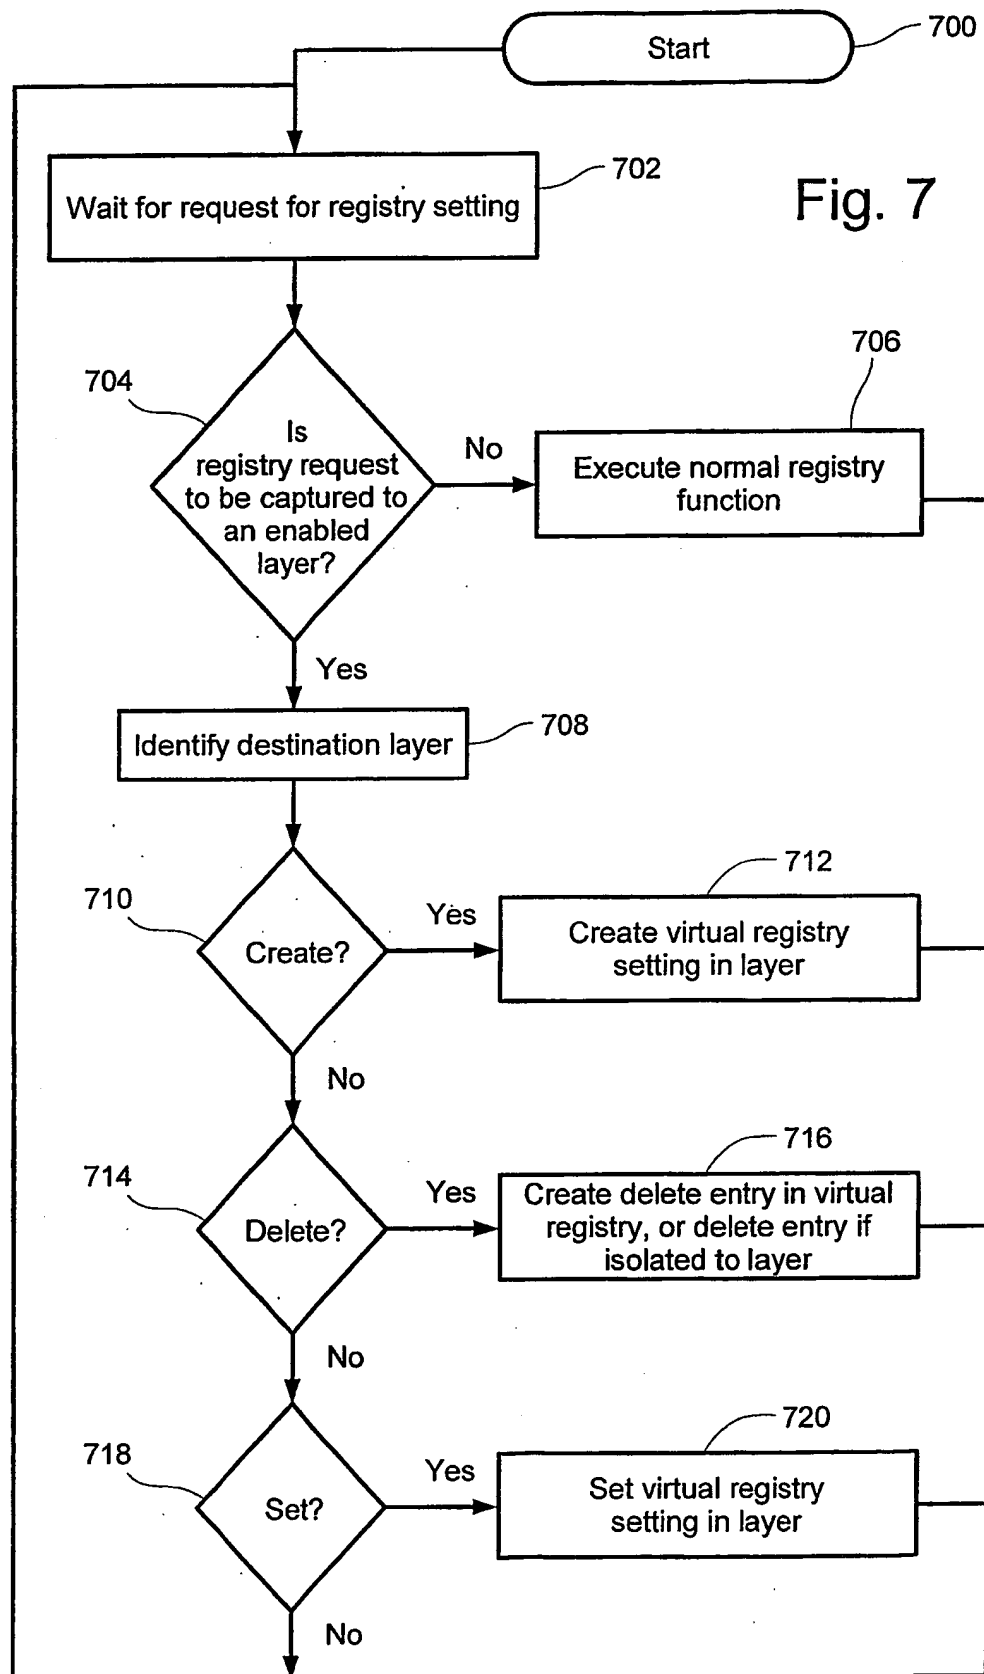 Start
700
Wait for request for registry setting
702
Fig. 7
704
Is
registry request
to be captured to
an enabled
layer?
No
706
Execute normal registry
function
Yes
Identify destination layer
708
710
Create?
Yes
712
Create virtual registry
setting in layer
No
714
Delete?
Yes
716
Create delete entry in virtual
registry, or delete entry if
isolated to layer
No
718
Set?
Yes
720
Set virtual registry
setting in layer
No